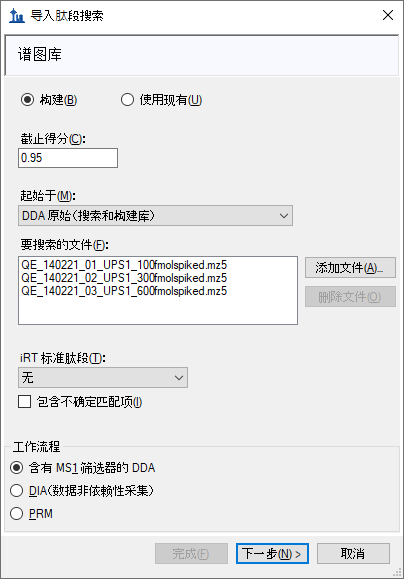 导入肽段搜索
谱图库
构建(B)
使用现有(U)
截止得分(C):
0.95
起始于(M):
DDA 原始(搜索和构建库)
要搜索的文件(F):
QE_140221_01_UPS1_100fmolspiked.mz5
QE_140221_02_UPS1_300fmolspiked.mz5
QE_140221_03_UPS1_600fmolspiked.mz5
添加文件(A)...
删除文件(O)
iRT 标准肽段(T):
无
包含不确定匹配项(I)
工作流程
含有 MS1 筛选器的 DDA
DIA(数据非依赖性采集)
PRM
完成(F)
下一步(N) >
取消